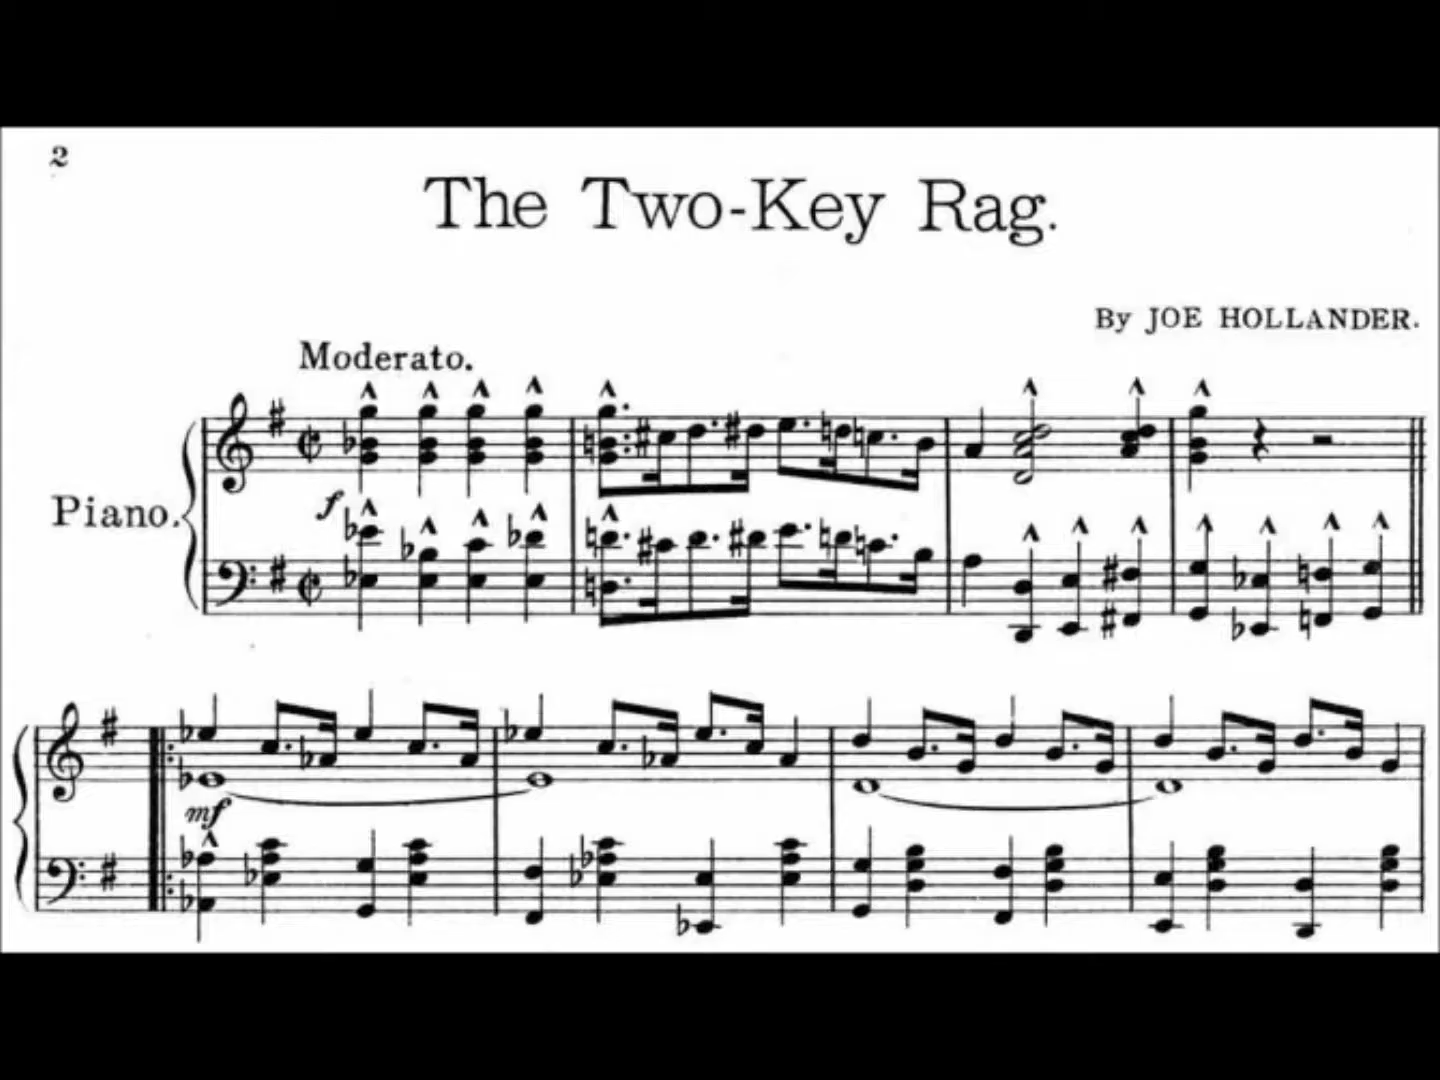 2
The Two-Key Rag.
By JOE HOLLANDER.
Moderato.
Piano.
f
mf